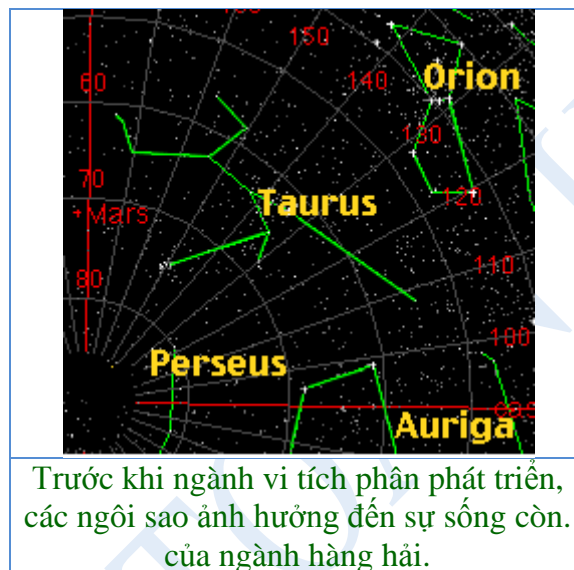 150
60
140
Orion
130
70
120
Taurus
+Mars
110
80
100
Perseus
Auriga
Trước khi ngành vi tích phân phát triển,
các ngôi sao ảnh hưởng đến sự sống còn.
của ngành hàng hải.